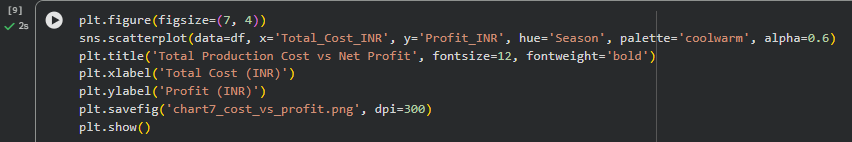 [9]
2s
plt.figure(figsize=(7, 4))
sns.scatterplot(data=df, x='Total_Cost_INR', y='Profit_INR', hue='Season', palette='coolwarm', alpha=0.6)
plt.title('Total Production Cost vs Net Profit', fontsize=12, fontweight='bold')
plt.xlabel('Total Cost (INR)')
plt.ylabel('Profit (INR)')
plt.savefig('chart7_cost_vs_profit.png', dpi=300)
plt.show()